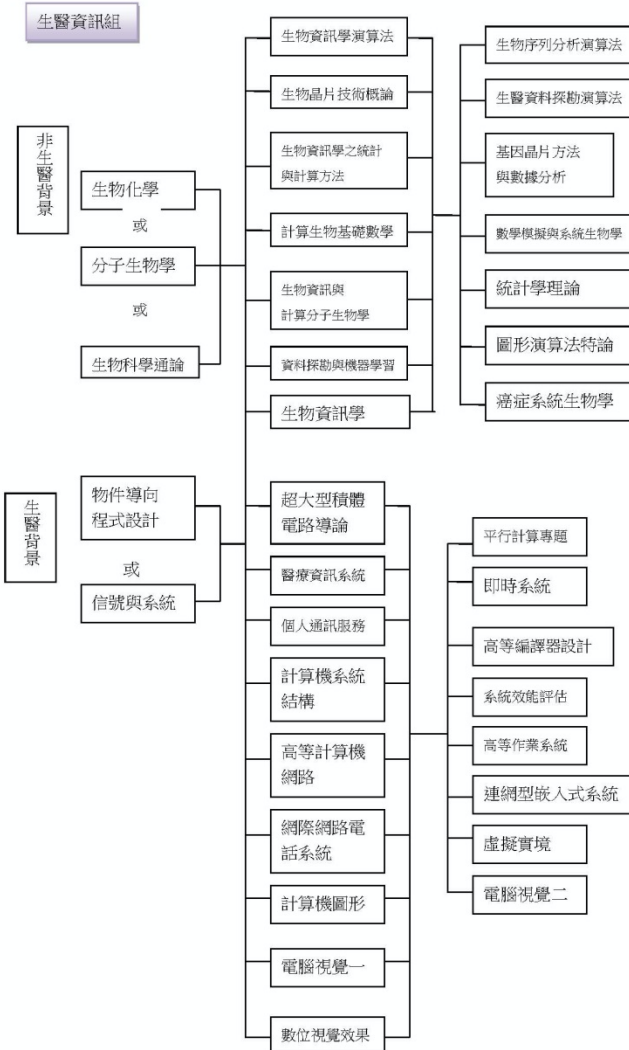 生醫資訊組
非生醫背景
生物化學
或
分子生物學
或
生物科學通論
生醫背景
物件導向
程式設計
或
信號與系統
生物資訊學演算法
生物晶片技術概論
生物資訊學之統計
與計算方法
計算生物基礎數學
生物資訊與
計算分子生物學
資料探勘與機器學習
生物資訊學
超大型積體
電路導論
醫療資訊系統
個人通訊服務
計算機系統
結構
高等計算機
網路
網際網路電
話系統
計算機圖形
電腦視覺一
數位視覺效果
生物序列分析演算法
生醫資料探勘演算法
基因晶片方法
與數據分析
數學模擬與系統生物學
統計學理論
圖形演算法特論
癌症系統生物學
平行計算專題
即時系統
高等編譯器設計
系統效能評估
高等作業系統
連網型嵌入式系統
虛擬實境
電腦視覺二